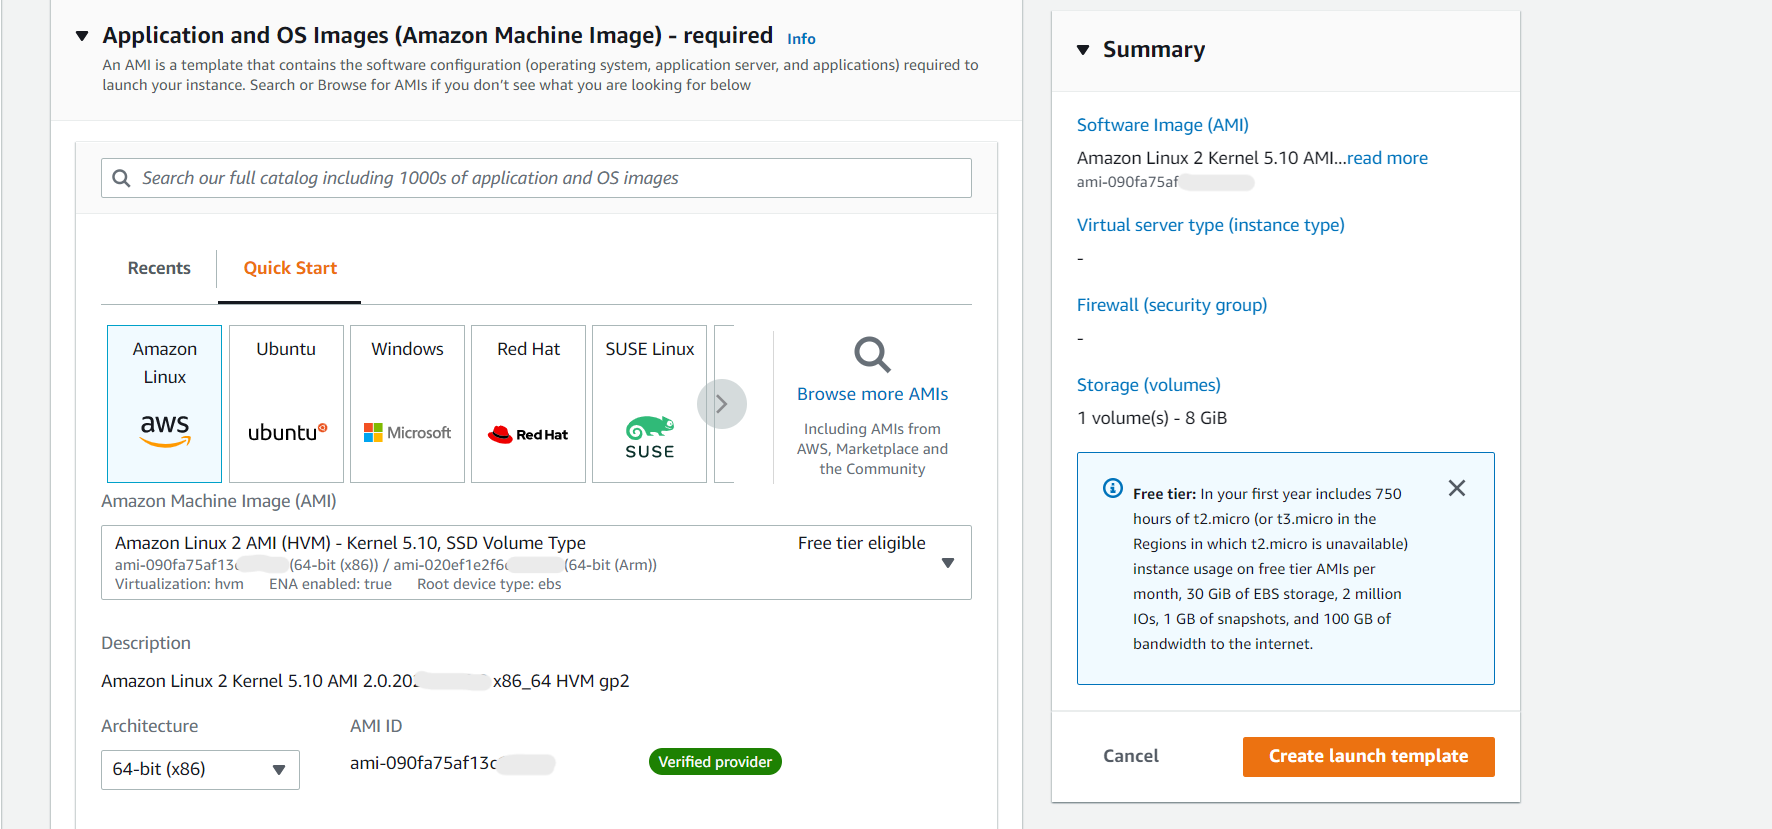 Application and OS Images (Amazon Machine Image) - required Info
An AMI is a template that contains the software configuration (operating system, application server, and applications) required to
launch your instance. Search or Browse for AMIs if you don't see what you are looking for below
Search our full catalog including 1000s of application and OS images
Recents
Quick Start
Amazon
Linux
aws
Ubuntu
ubuntu
Windows
Microsoft
Red Hat
Red Hat
SUSE Linux
SUSE
Browse more AMIs
Including AMIs from
AWS, Marketplace and
the Community
Amazon Machine Image (AMI)
Amazon Linux 2 AMI (HVM) - Kernel 5.10, SSD Volume Type
Free tier eligible
ami-090fa75af13 (64-bit (x86)) / ami-020ef1e2f6 (64-bit (Arm))
Virtualization: hvm ENA enabled: true Root device type: ebs
Description
Amazon Linux 2 Kernel 5.10 AMI 2.0.20 x86_64 HVM gp2
Architecture
64-bit (x86)
AMI ID
ami-090fa75af13c
Verified provider
Summary
Software Image (AMI)
Amazon Linux 2 Kernel 5.10 AMI...read more
ami-090fa75af
Virtual server type (instance type)
-
Firewall (security group)
-
Storage (volumes)
1 volume(s) - 8 GiB
Free tier: In your first year includes 750
hours of t2.micro (or t3.micro in the
Regions in which t2.micro is unavailable)
instance usage on free tier AMIs per
month, 30 GiB of EBS storage, 2 million
IOs, 1 GB of snapshots, and 100 GB of
bandwidth to the internet.
Cancel
Create launch template